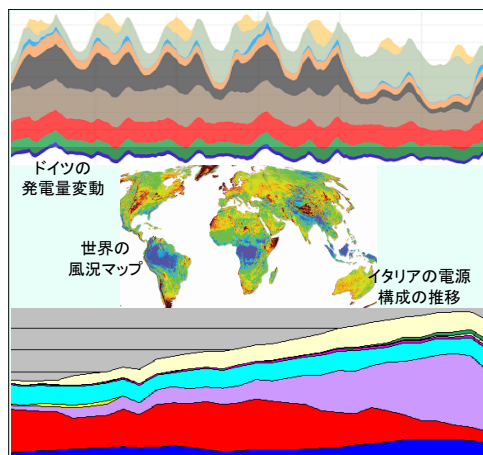 ドイツの
発電量変動
世界の
風況マップ
イタリアの電源
構成の推移